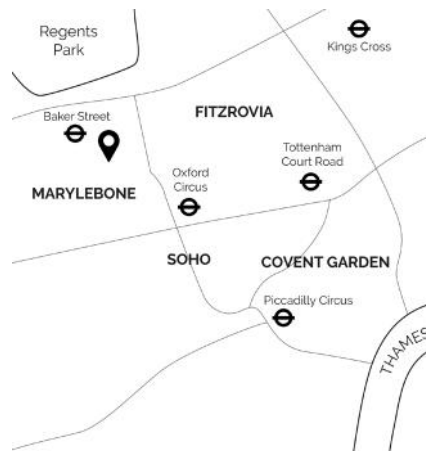 Regents
Park
Kings Cross
Baker Street
FITZROVIA
Tottenham
Court Road
Oxford
Circus
MARYLEBONE
SOHO
COVENT GARDEN
Piccadilly Circus
THAMES